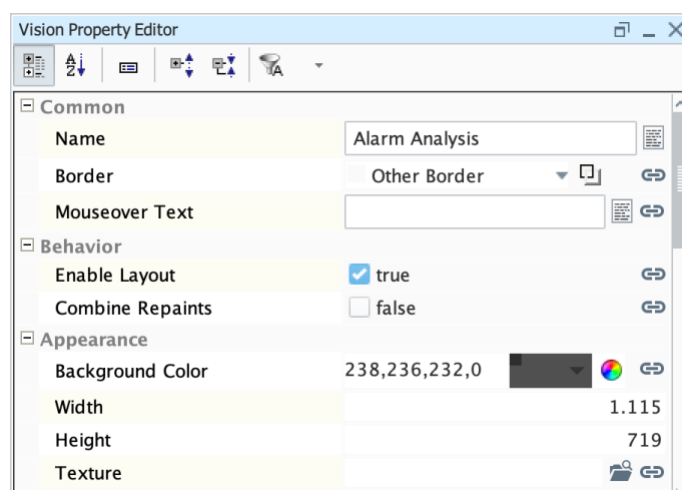 Vision Property Editor
Common
Name Alarm Analysis
Border Other Border
Mouseover Text
Behavior
Enable Layout true
Combine Repaints false
Appearance
Background Color 238,236,232,0
Width 1.115
Height 719
Texture